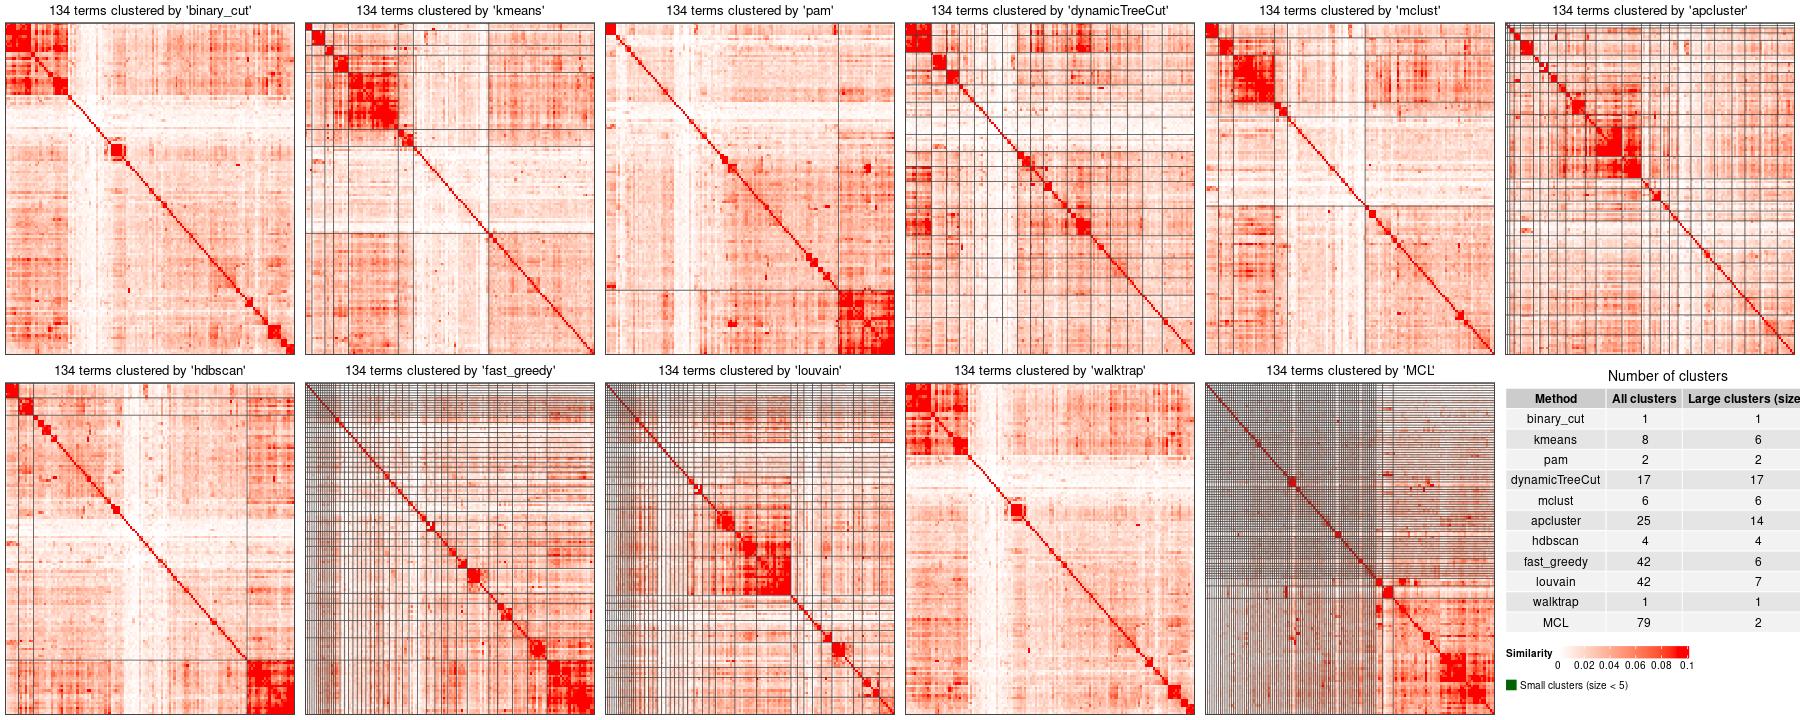 134 terms clustered by 'binary_cut'
134 terms clustered by 'kmeans'
134 terms clustered by 'pam'
134 terms clustered by 'dynamicTreeCut'
134 terms clustered by 'mclust'
134 terms clustered by 'apcluster'
134 terms clustered by 'hdbscan'
134 terms clustered by 'fast_greedy'
134 terms clustered by 'louvain'
134 terms clustered by 'walktrap'
134 terms clustered by 'MCL'
Number of clusters
Method All clusters Large clusters (size
binary_cut 1 1
kmeans 8 6
pam 2 2
dynamicTreeCut 17 17
mclust 6 6
apcluster 25 14
hdbscan 4 4
fast_greedy 42 6
louvain 42 7
walktrap 1 1
MCL 79 2
Similarity
0 0.02 0.04 0.06 0.08 0.1
Small clusters (size < 5)